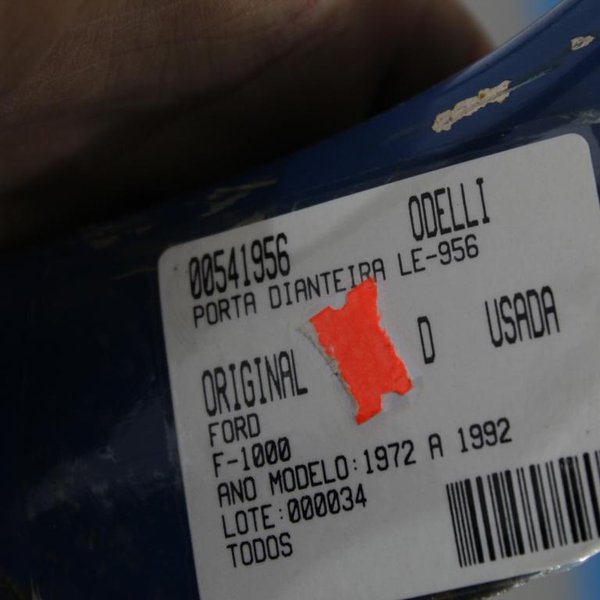 00541956 ODELLI
PORTA DIANTEIRA LE-956
ORIGINAL D USADA
FORD
F-1000
ANO MODELO:1972 A 1992
LOTE:000034
TODOS